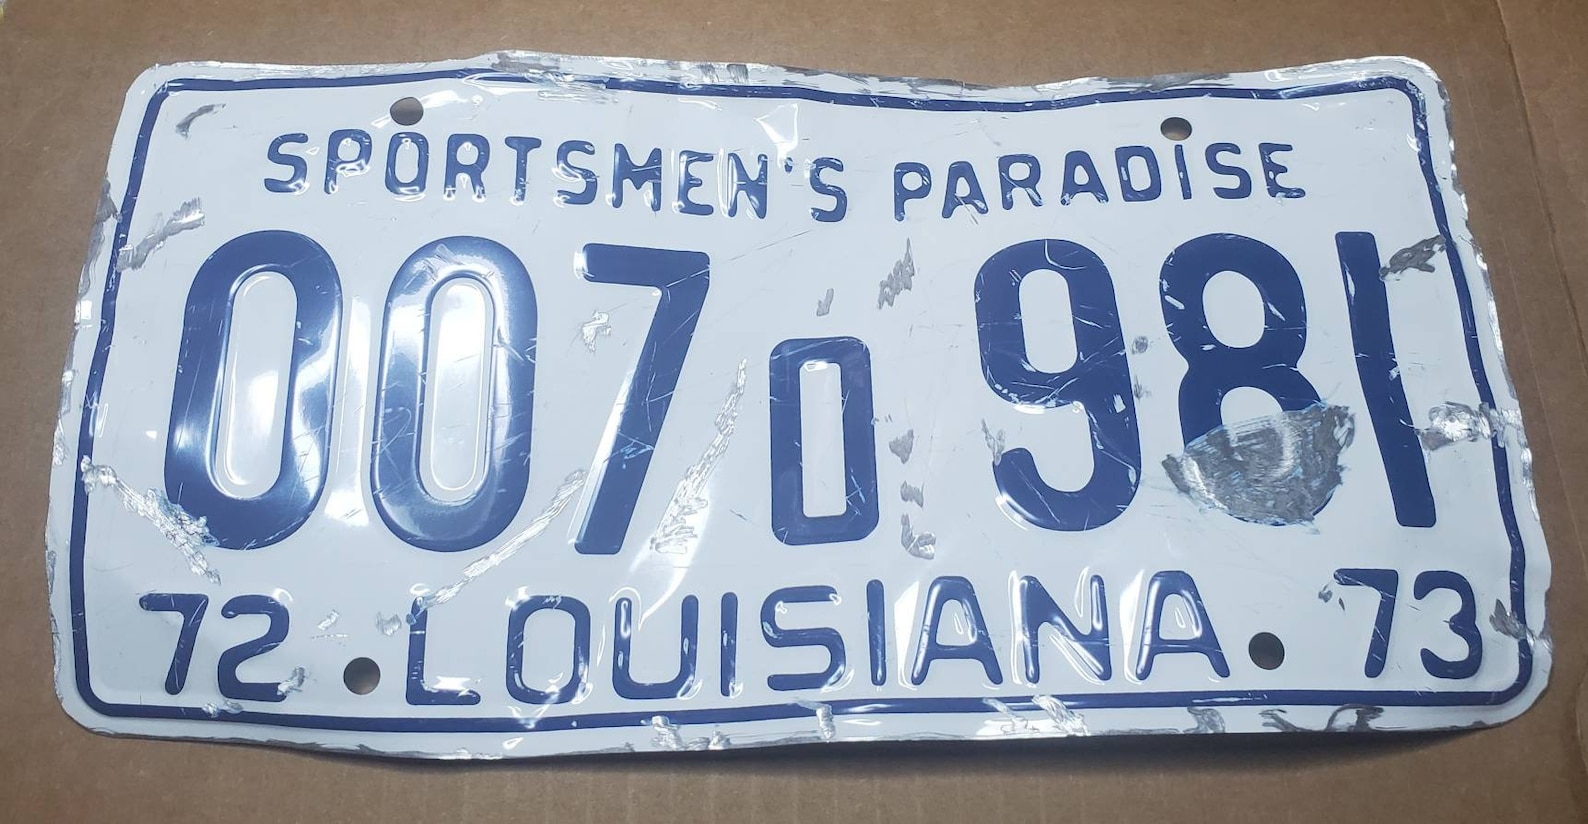 SPORTSMEN'S PARADISE
007 D 981
72 LOUISIANA 73